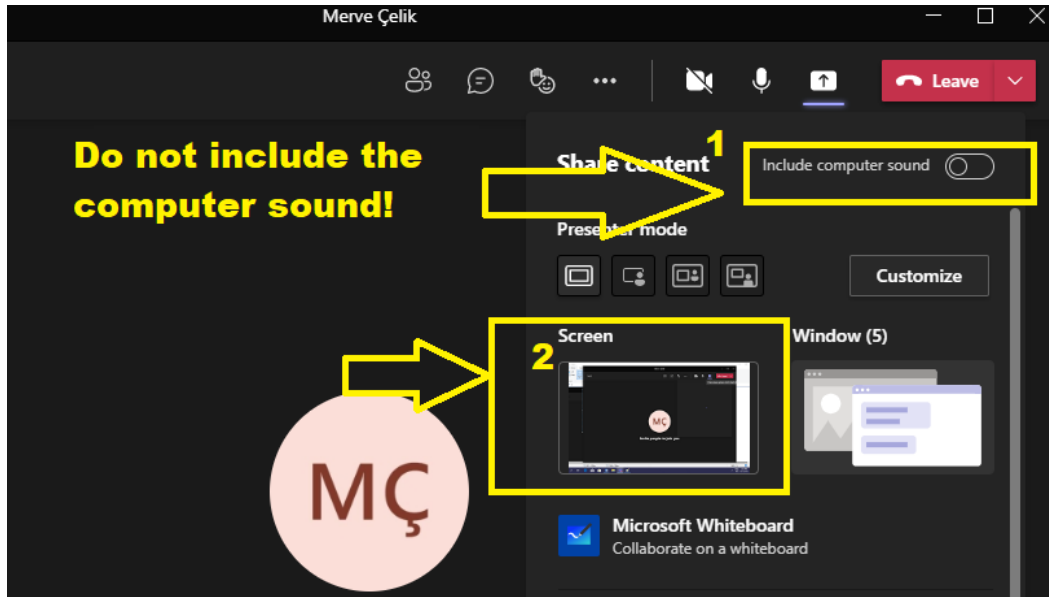 Merve Çelik
Leave
Do not include the
computer sound!
1
Share content
Include computer sound
Presenter mode
Customize
2
Screen
Window (5)
MÇ
MÇ
Microsoft Whiteboard
Collaborate on a whiteboard